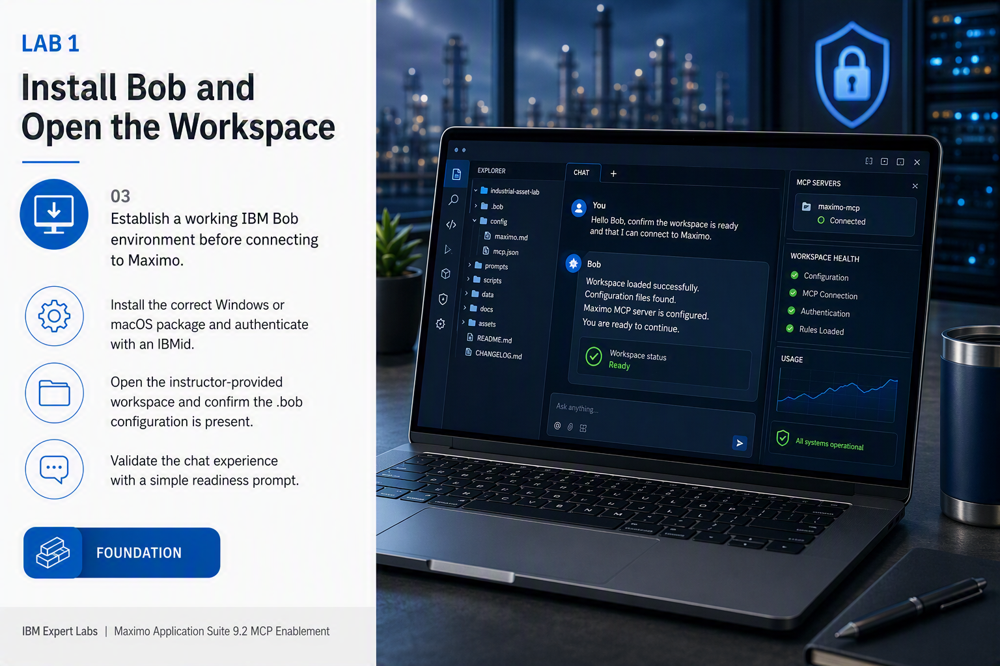 LAB 1
Install Bob and
Open the Workspace
03
Establish a working IBM Bob
environment before connecting
to Maximo.
Install the correct Windows or
macOS package and authenticate
with an IBMid.
Open the instructor-provided
workspace and confirm the .bob
configuration is present.
Validate the chat experience
with a simple readiness prompt.
FOUNDATION
IBM Expert Labs | Maximo Application Suite 9.2 MCP Enablement
EXPLORER
industrial-asset-lab
.bob
config
maximo.md
mcp.json
prompts
scripts
data
docs
assets
README.md
CHANGELOG.md
CHAT
+
You
Hello Bob, confirm the workspace is ready
and that I can connect to Maximo.
Bob
Workspace loaded successfully.
Configuration files found.
Maximo MCP server is configured.
You are ready to continue.
Workspace status
Ready
Ask anything...
@
MCP SERVERS
maximo-mcp
Connected
WORKSPACE HEALTH
Configuration
MCP Connection
Authentication
Rules Loaded
USAGE
All systems operational